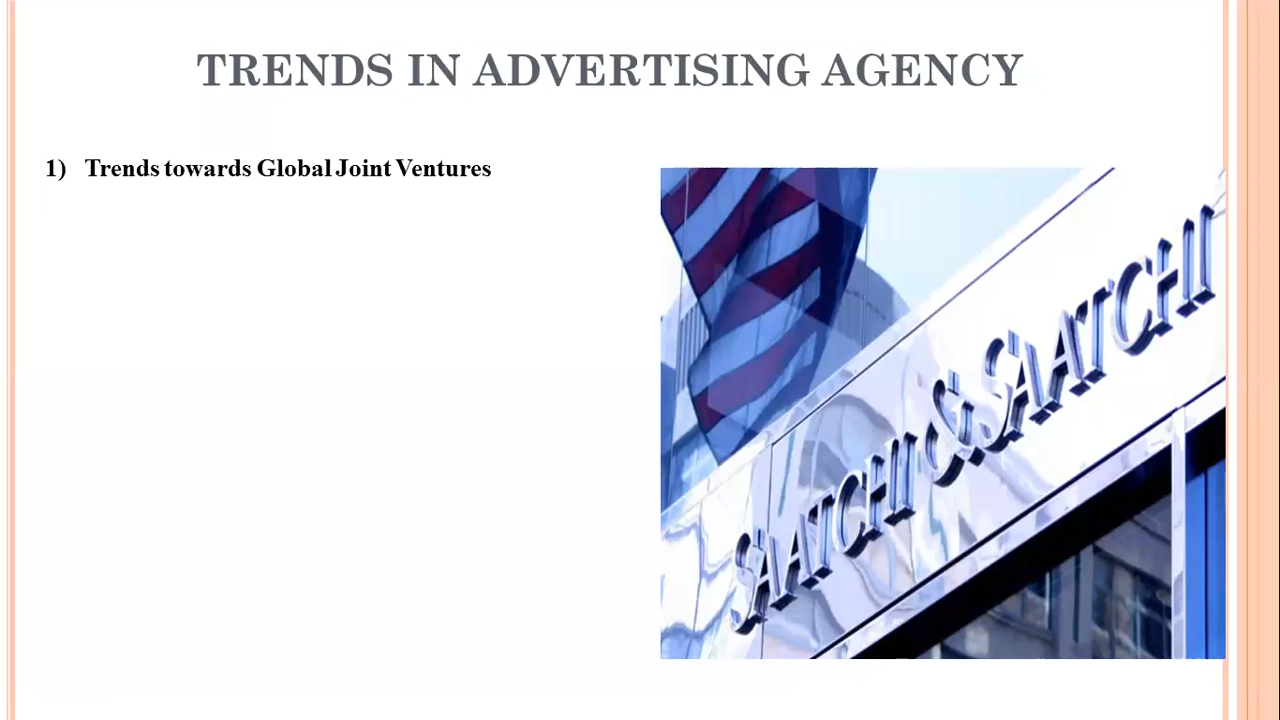 TRENDS IN ADVERTISING AGENCY
1) Trends towards Global Joint Ventures
SAATCHI & SAATCHI